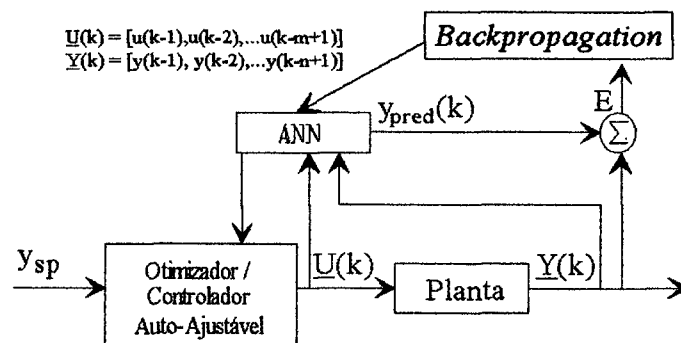 U(k) = [u(k-1),u(k-2),...u(k-m+1)]
Y(k) = [y(k-1), y(k-2),...y(k-n+1)]
Backpropagation
E
ANN
ypred(k)
Σ
ysp
Otimizador /
Controlador
Auto-Ajustável
U(k)
Planta
Y(k)